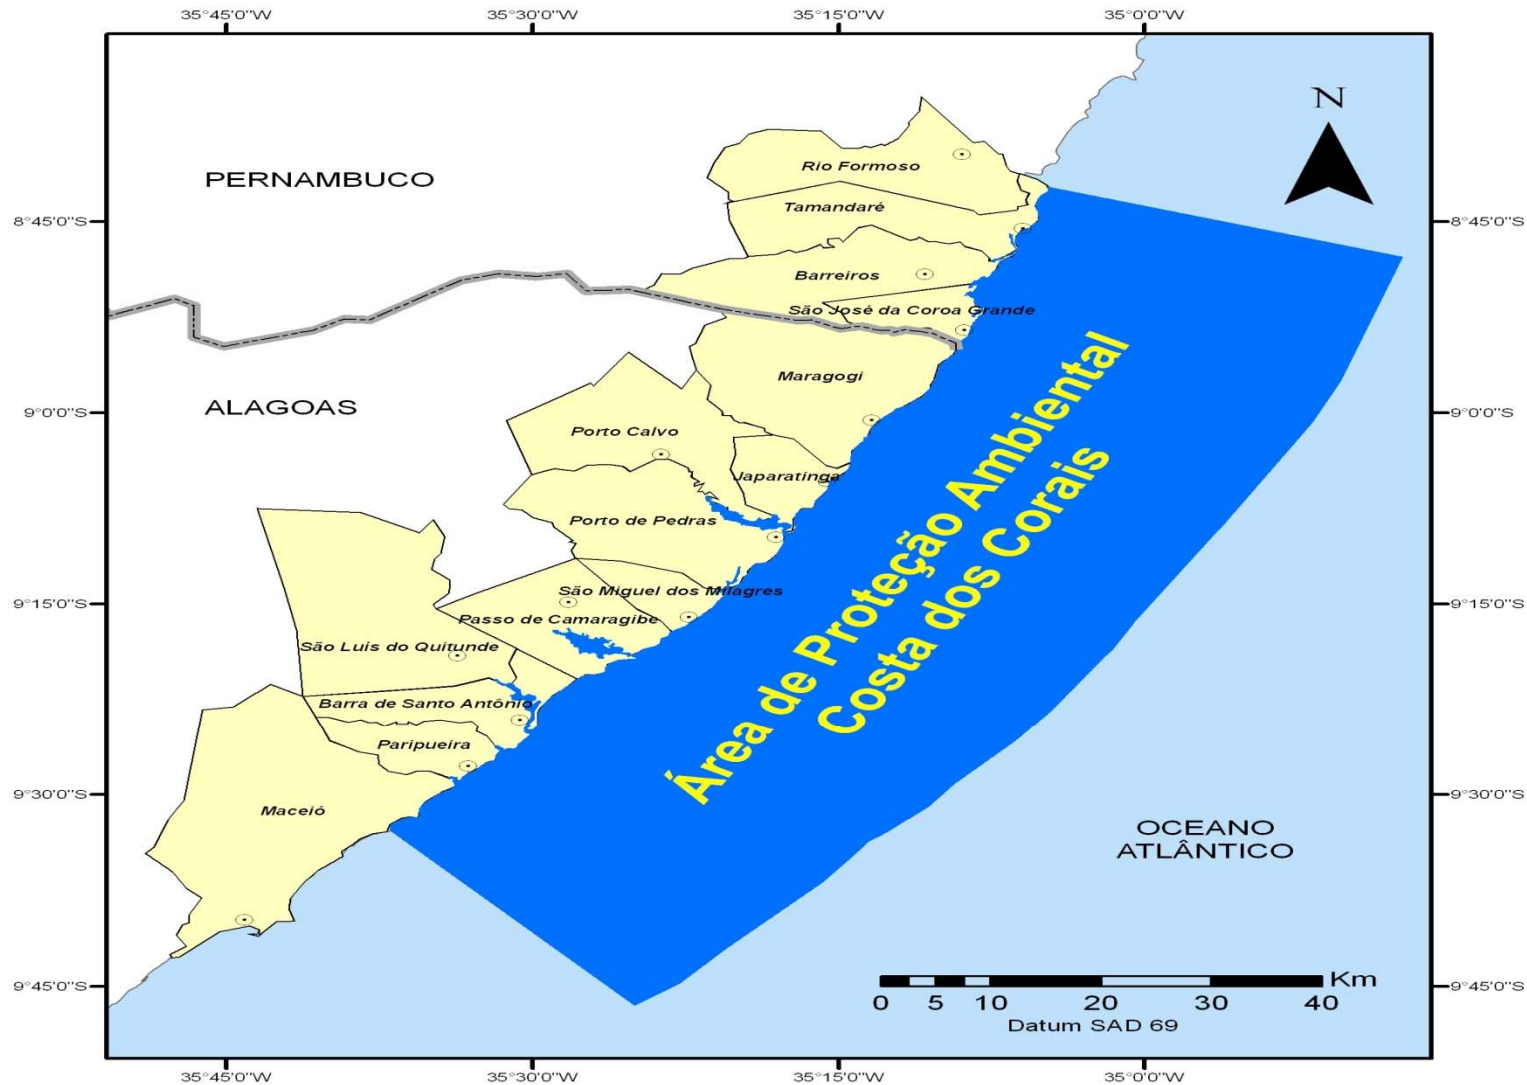 35°45'0"W
35°30'0"W
35°15'0"W
35°0'0"W
N
PERNAMBUCO
Rio Formoso
Tamandaré
8°45'0"S
8°45'0"S
Barreiros
São José da Coroa Grande
Maragogi
ALAGOAS
9°0'0"S
9°0'0"S
Porto Calvo
Japaratinga
Porto de Pedras
Área de Proteção Ambiental
Costa dos Corais
São Miguel dos Milagres
9°15'0"S
9°15'0"S
Passo de Camaragibe
São Luís do Quitunde
Barra de Santo Antônio
Paripueira
9°30'0"S
9°30'0"S
Maceió
OCEANO
ATLÂNTICO
9°45'0"S
9°45'0"S
Km
0 5 10 20 30 40
Datum SAD 69
35°45'0"W
35°30'0"W
35°15'0"W
35°0'0"W